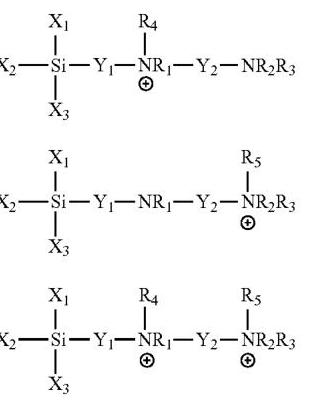 X₁ R₄
X₂—Si—Y₁—NR₁—Y₂—NR₂R₃
⊕
X₃
X₁ R₅
X₂—Si—Y₁—NR₁—Y₂—NR₂R₃
⊕
X₃
X₁ R₄ R₅
X₂—Si—Y₁—NR₁—Y₂—NR₂R₃
⊕ ⊕
X₃